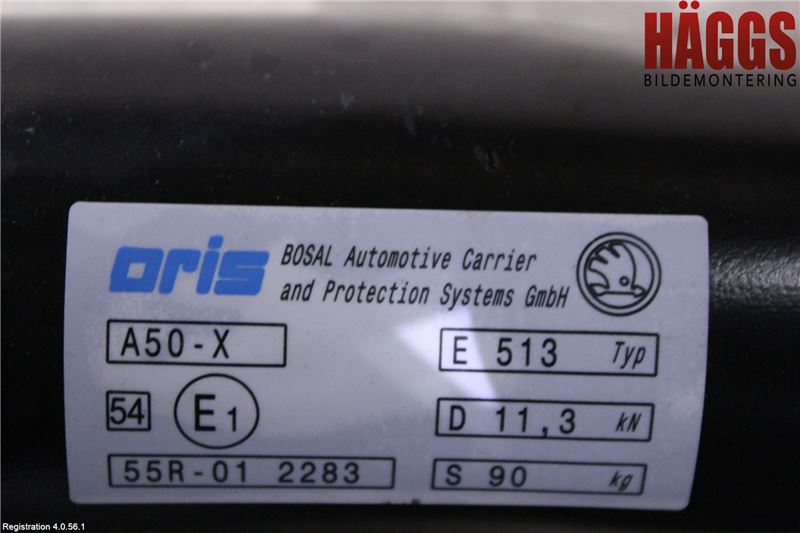 HÄGGS
BILDEMONTERING
oris
BOSAL Automotive Carrier
and Protection Systems GmbH
A50-X
E 513 Typ
54 E1
D 11,3 kN
55R-01 2283
S 90 kg
Registration 4.0.56.1